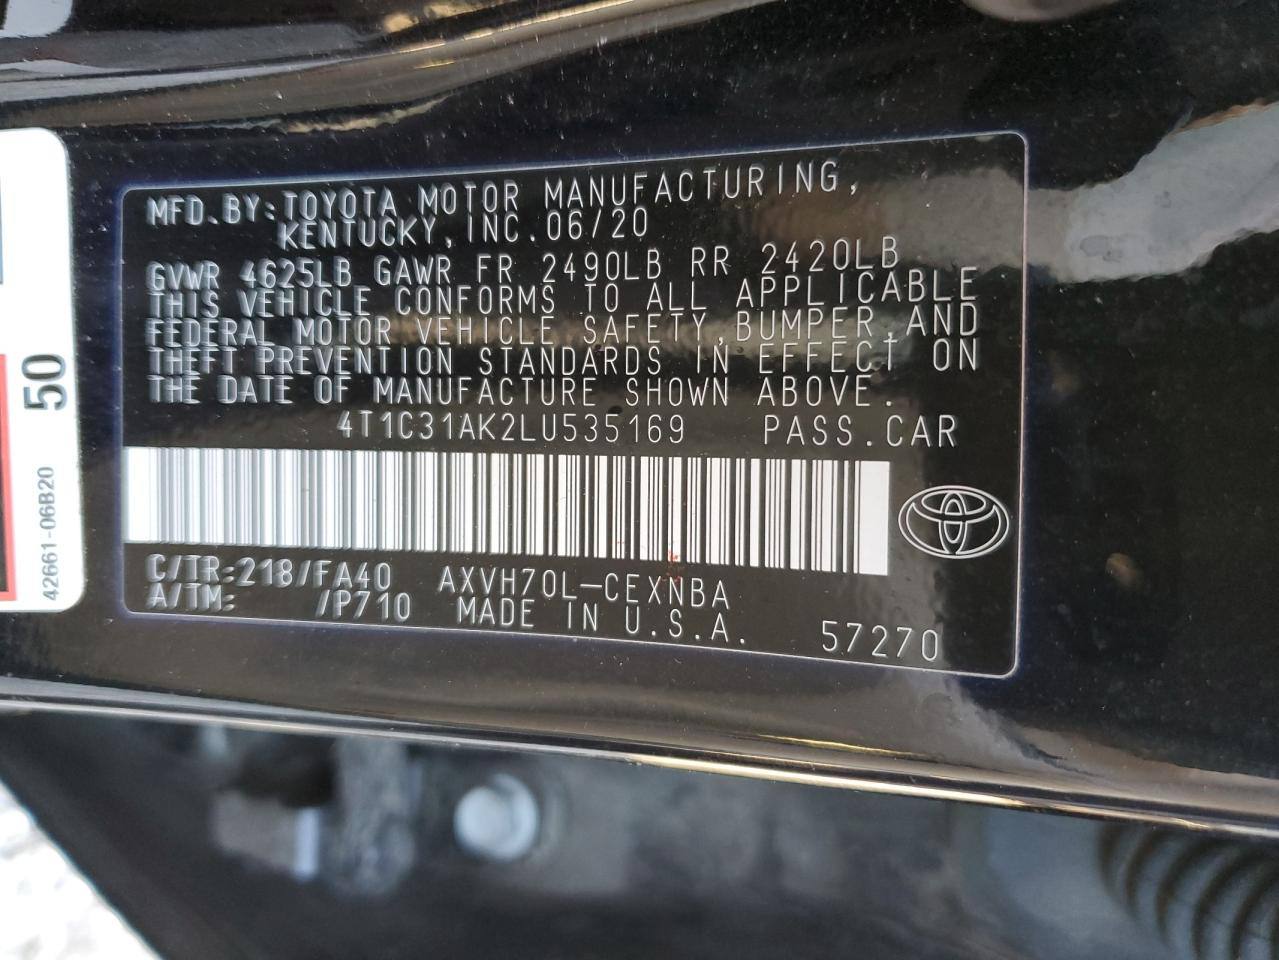 MFD. BY: TOYOTA MOTOR MANUFACTURING,
KENTUCKY, INC. 06/20
GVWR 4625LB GAWR FR 2490LB RR 2420LB
THIS VEHICLE CONFORMS TO ALL APPLICABLE
FEDERAL MOTOR VEHICLE SAFETY, BUMPER, AND
THEFT PREVENTION STANDARDS IN EFFECT ON
THE DATE OF MANUFACTURE SHOWN ABOVE.
4T1C31AK2LU535169 PASS. CAR
C/TR: 218/FA40 AXVH70L-CEXNBA
A/TM: /P710 MADE IN U.S.A. 57270
50
42661-06B20